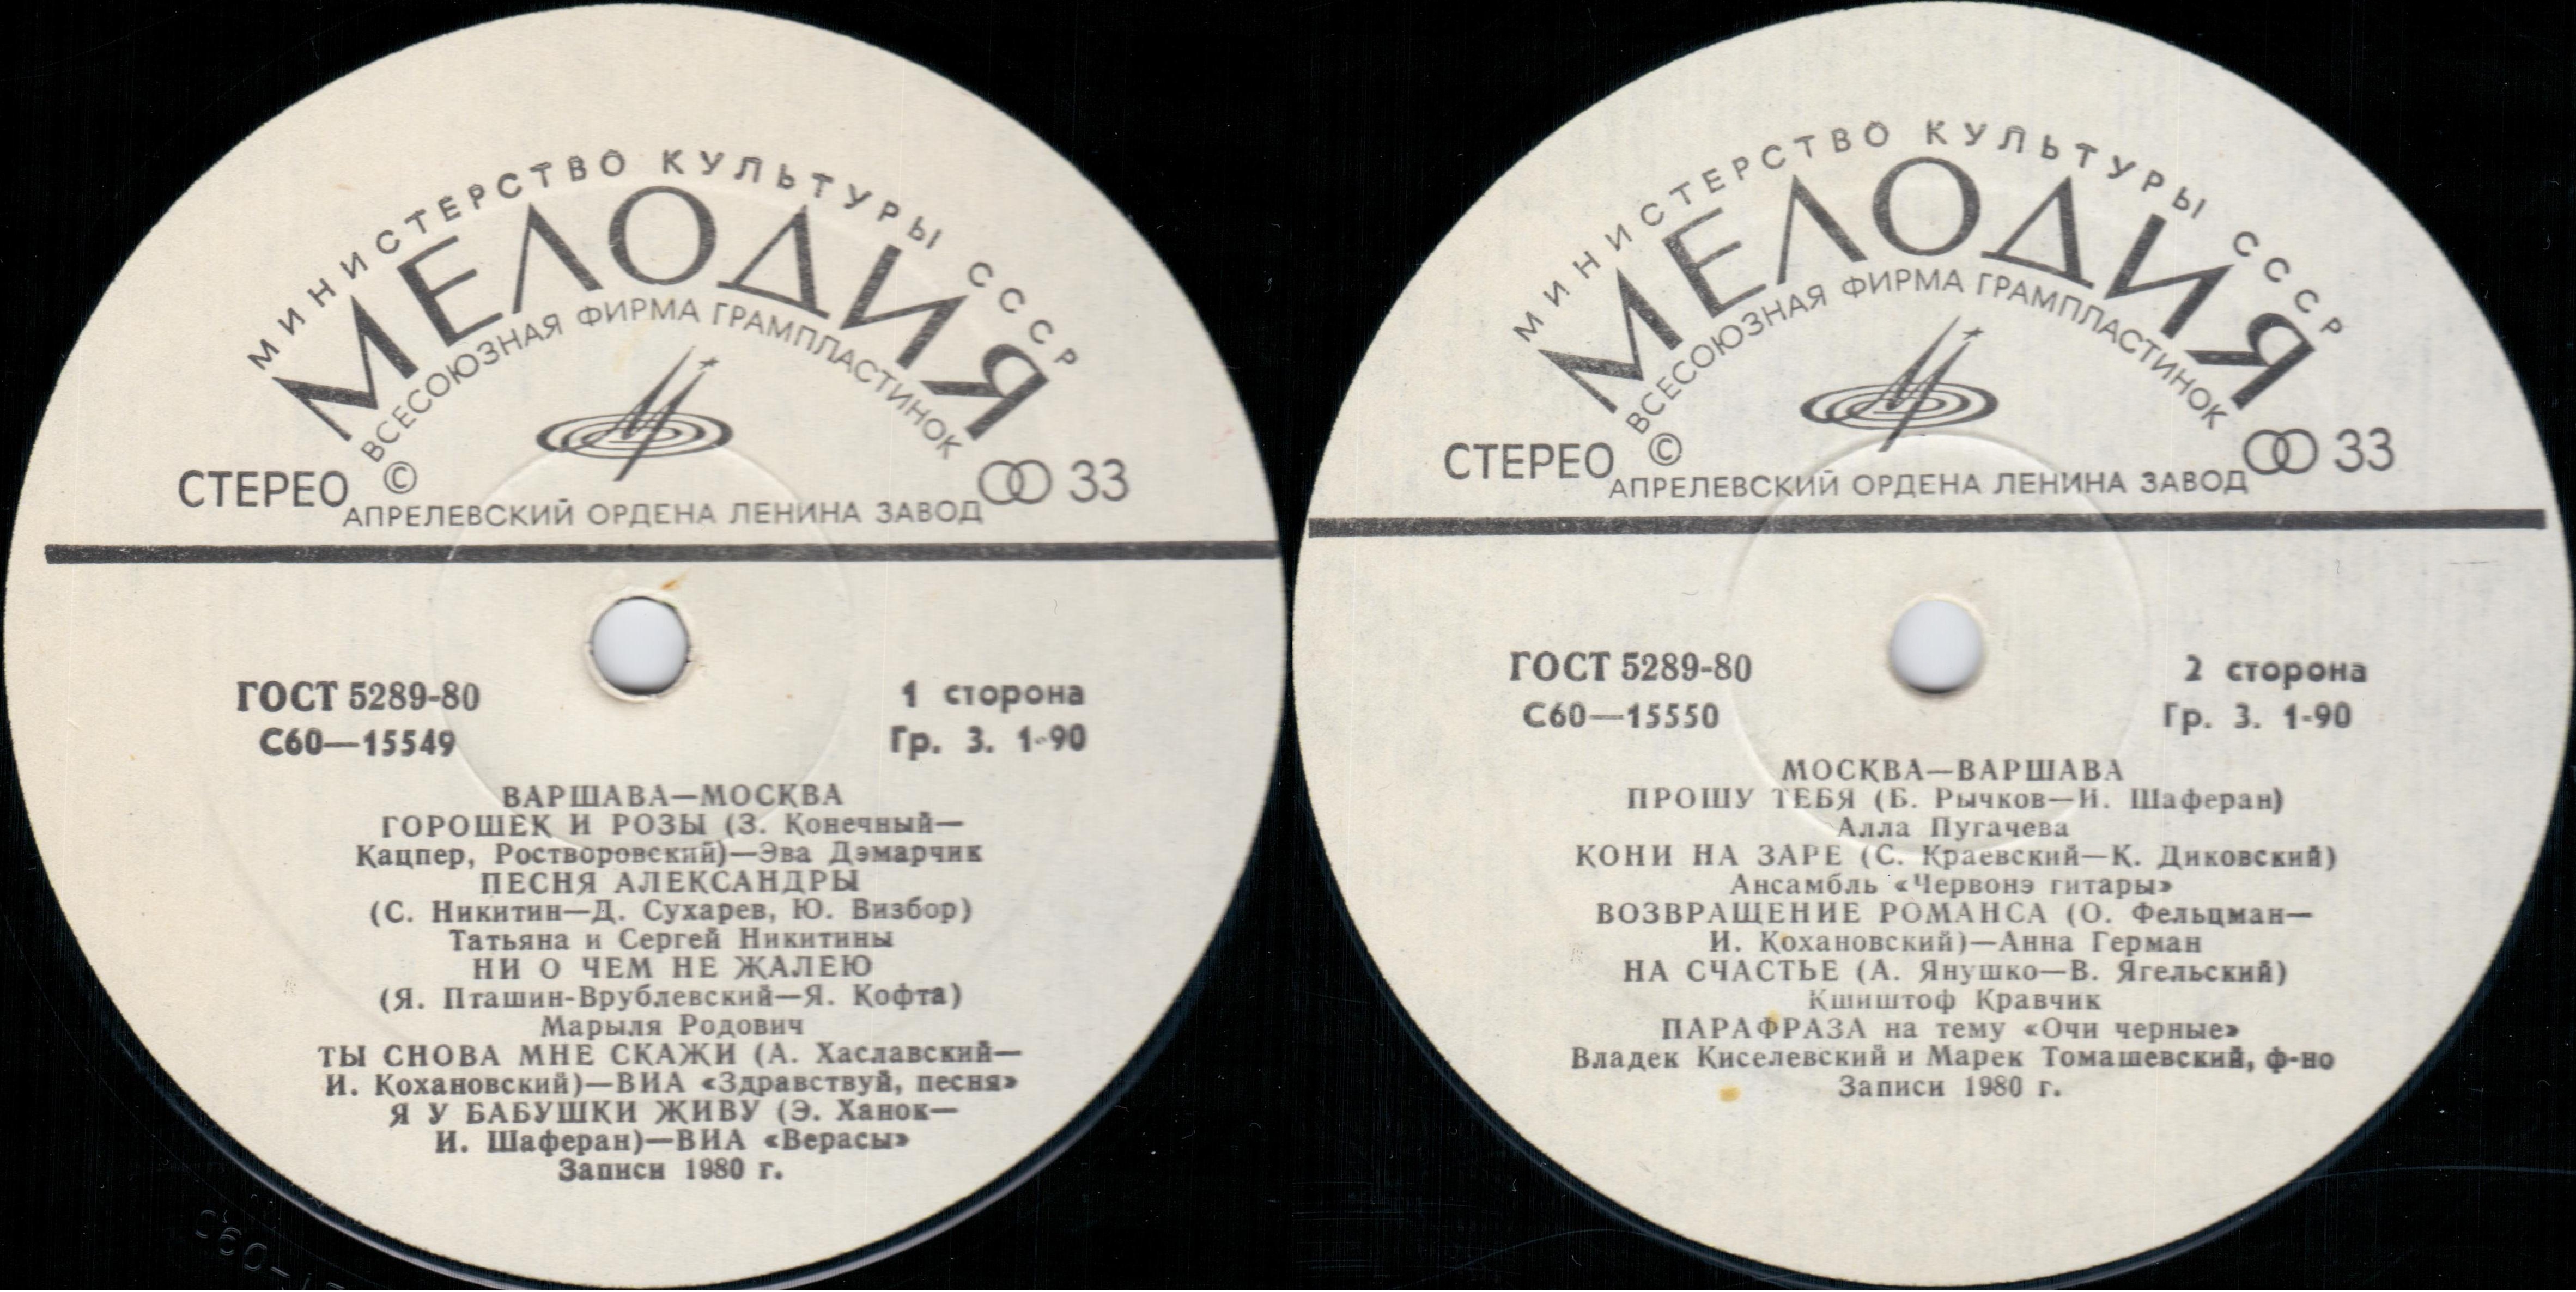 МИНИСТЕРСТВО КУЛЬТУРЫ СССР
МЕЛОДИЯ
ВСЕСОЮЗНАЯ ФИРМА ГРАМПЛАСТИНОК
СТЕРЕО © 33
АПРЕЛЕВСКИЙ ОРДЕНА ЛЕНИНА ЗАВОД
ГОСТ 5289-80 1 сторона
С60—15549 Гр. 3. 1-90
ВАРШАВА—МОСКВА
ГОРОШЕК И РОЗЫ (З. Конечный—
Кацпер, Ростворовский)—Эва Дэмарчик
ПЕСНЯ АЛЕКСАНДРЫ
(С. Никитин—Д. Сухарев, Ю. Визбор)
Татьяна и Сергей Никитины
НИ О ЧЕМ НЕ ЖАЛЕЮ
(Я. Пташин-Врублевский—Я. Кофта)
Марыля Родович
ТЫ СНОВА МНЕ СКАЖИ (А. Хаславский—
И. Кохановский)—ВИА «Здравствуй, песня»
Я У БАБУШКИ ЖИВУ (Э. Ханок—
И. Шаферан)—ВИА «Верасы»
Записи 1980 г.
МИНИСТЕРСТВО КУЛЬТУРЫ СССР
МЕЛОДИЯ
ВСЕСОЮЗНАЯ ФИРМА ГРАМПЛАСТИНОК
СТЕРЕО © 33
АПРЕЛЕВСКИЙ ОРДЕНА ЛЕНИНА ЗАВОД
ГОСТ 5289-80 2 сторона
С60—15550 Гр. 3. 1-90
МОСКВА—ВАРШАВА
ПРОШУ ТЕБЯ (Б. Рычков—И. Шаферан)
Алла Пугачева
КОНИ НА ЗАРЕ (С. Краевский—К. Диковский)
Ансамбль «Червонэ гитары»
ВОЗВРАЩЕНИЕ РОМАНСА (О. Фельцман—
И. Кохановский)—Анна Герман
НА СЧАСТЬЕ (А. Янушко—В. Ягельский)
Кшиштоф Кравчик
ПАРАФРАЗА на тему «Очи черные»
Владек Киселевский и Марек Томашевский, ф-но
Записи 1980 г.